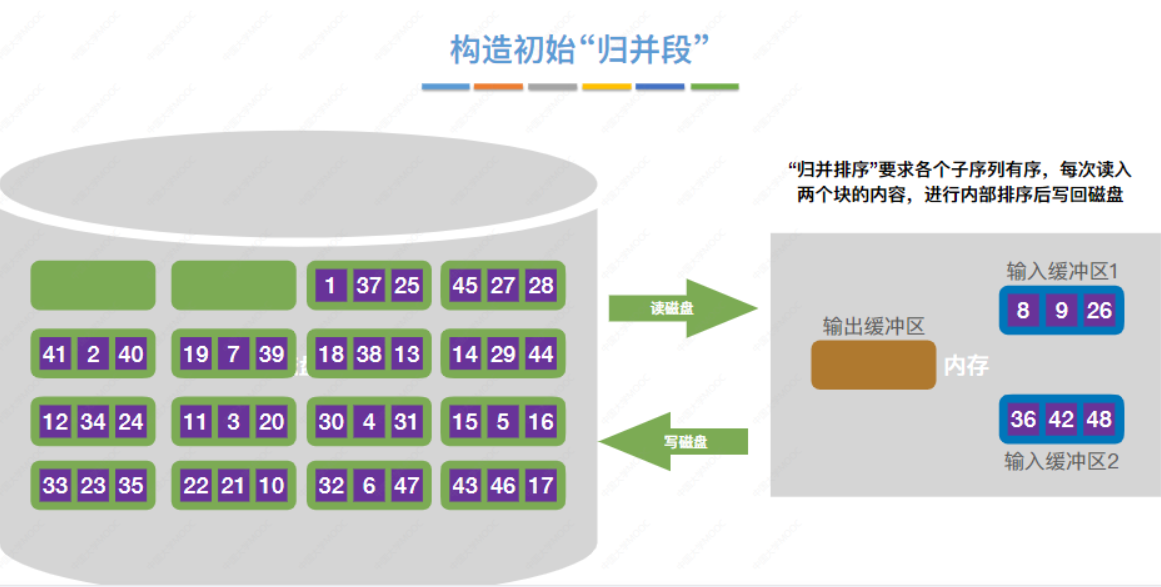 构造初始“归并段”
“归并排序”要求各个子序列有序，每次读入
两个块的内容，进行内部排序后写回磁盘
1 37 25
45 27 28
41 2 40
19 7 39
18 38 13
14 29 44
12 34 24
11 3 20
30 4 31
15 5 16
33 23 35
22 21 10
32 6 47
43 46 17
读磁盘
写磁盘
输入缓冲区1
8 9 26
输出缓冲区
内存
36 42 48
输入缓冲区2